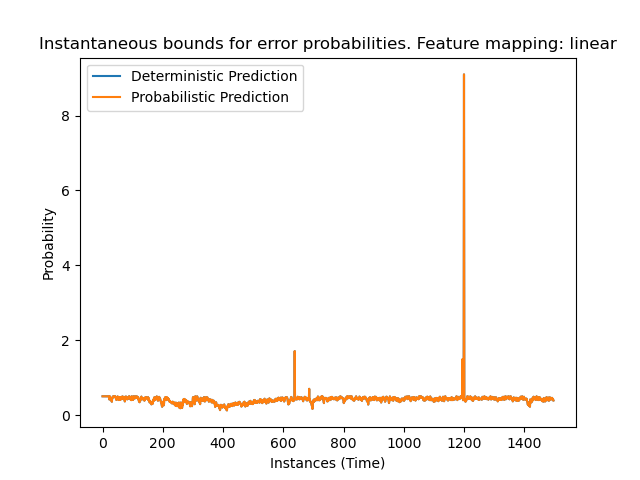 Instantaneous bounds for error probabilities. Feature mapping: linear
Deterministic Prediction
Probabilistic Prediction
Probability
8
6
4
2
0
0 200 400 600 800 1000 1200 1400
Instances (Time)